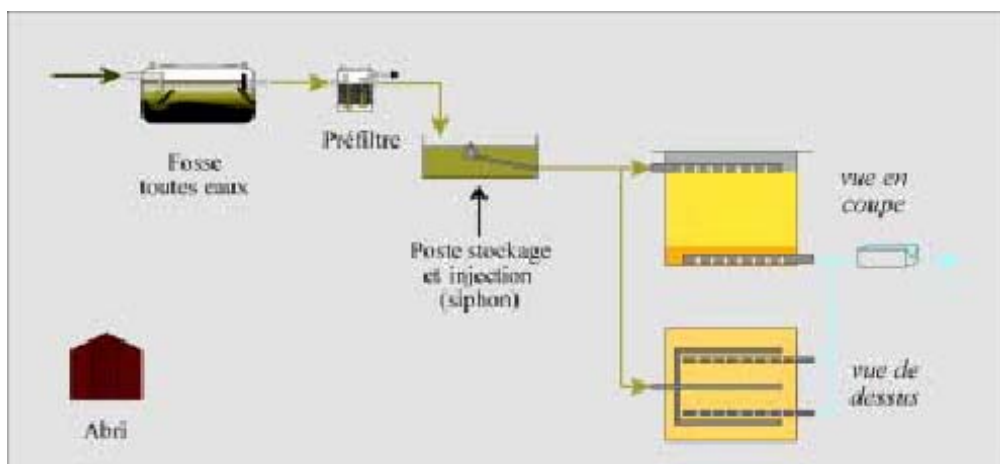 Fosse
toutes eaux
Préfiltre
Poste stockage
et injection
(siphon)
vue en
coupe
vue de
dessus
Abri